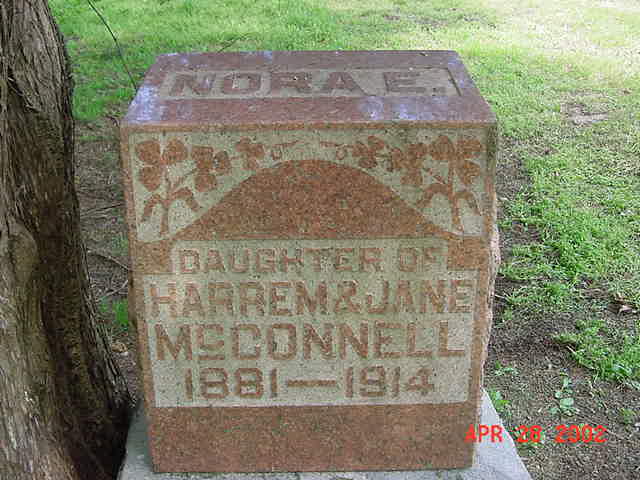 NORA E.
DAUGHTER OF
HARREM & JANE
MCCONNELL
1881—1914
APR 28 2002